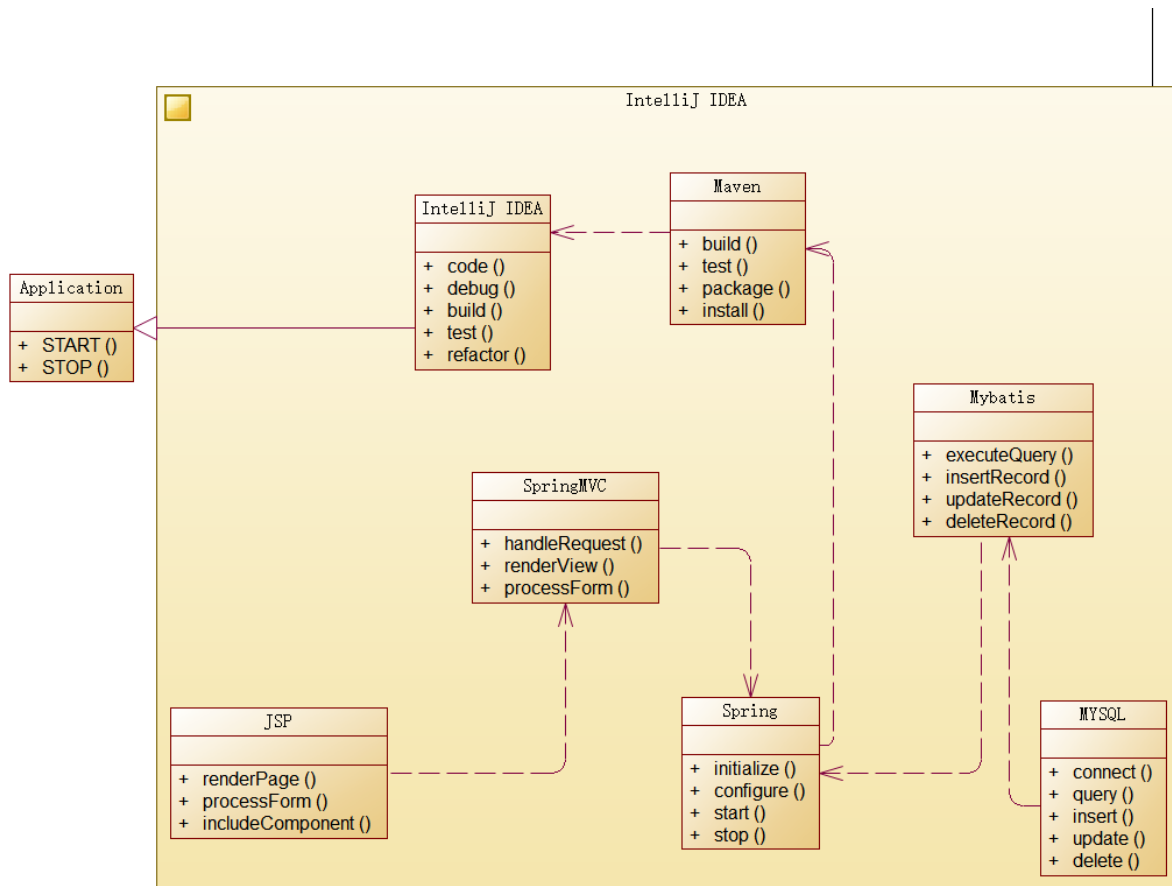 IntelliJ IDEA
Maven
+ build ()
+ test ()
+ package ()
+ install ()
IntelliJ IDEA
+ code ()
+ debug ()
+ build ()
+ test ()
+ refactor ()
Application
+ START ()
+ STOP ()
Mybatis
+ executeQuery ()
+ insertRecord ()
+ updateRecord ()
+ deleteRecord ()
SpringMVC
+ handleRequest ()
+ renderView ()
+ processForm ()
JSP
+ renderPage ()
+ processForm ()
+ includeComponent ()
Spring
+ initialize ()
+ configure ()
+ start ()
+ stop ()
MYSQL
+ connect ()
+ query ()
+ insert ()
+ update ()
+ delete ()